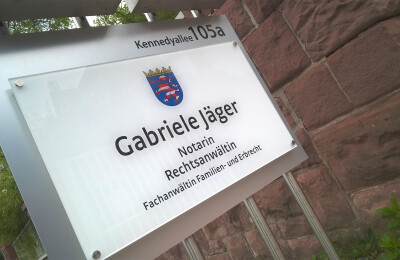 Kennedyallee 105a
Gabriele Jäger
Notarin
Rechtsanwältin
Fachanwältin Familien- und Erbrecht